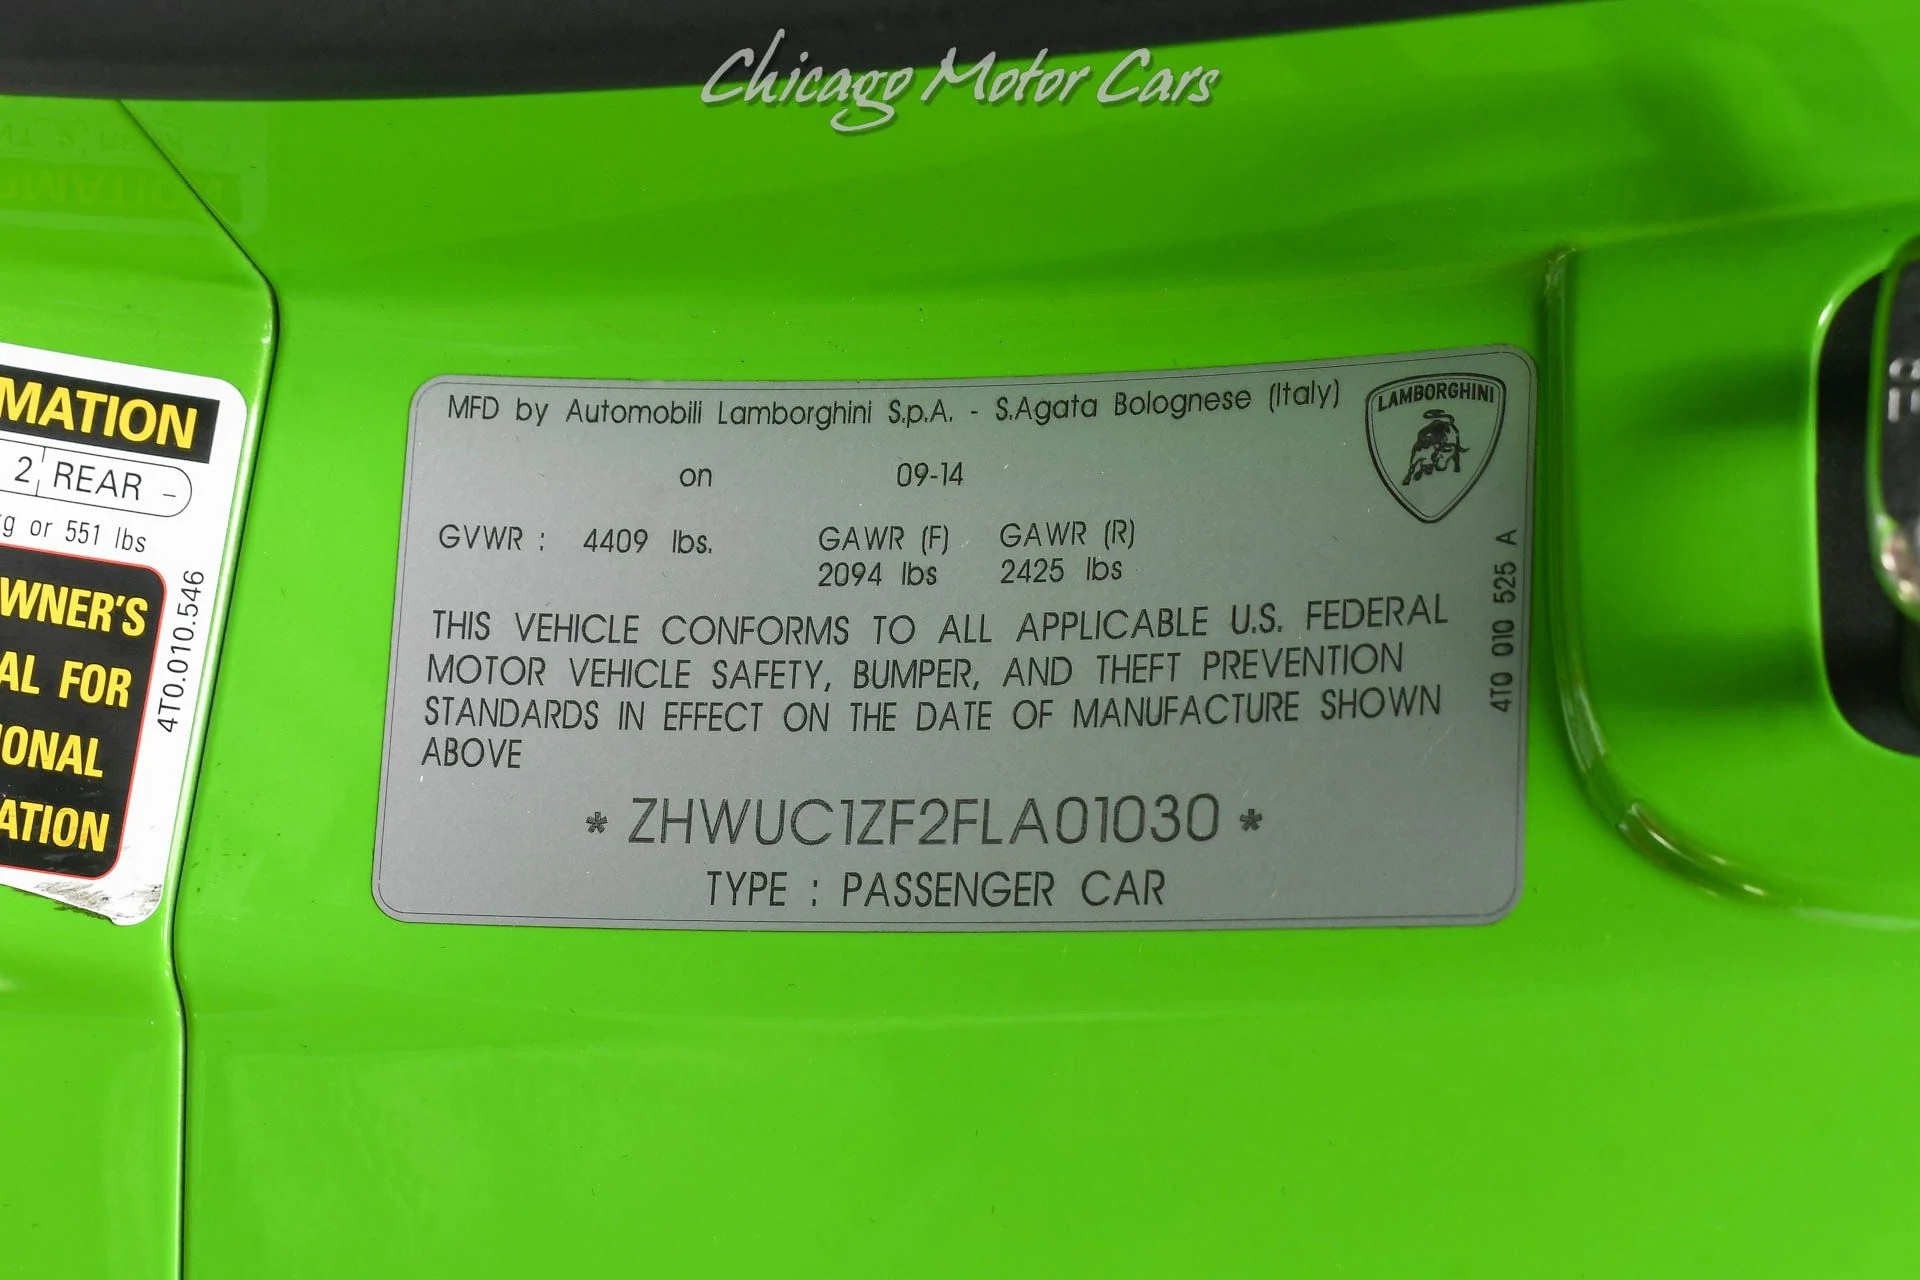 Chicago Motor Cars
MATION
2 REAR -
g or 551 lbs
WNER'S
AL FOR
IONAL
ATION
4T0.010.546
MFD by Automobili Lamborghini S.p.A. - S.Agata Bolognese (Italy)
LAMBORGHINI
on 09-14
GVWR : 4409 lbs. GAWR (F) GAWR (R)
2094 lbs 2425 lbs
THIS VEHICLE CONFORMS TO ALL APPLICABLE U.S. FEDERAL
MOTOR VEHICLE SAFETY, BUMPER, AND THEFT PREVENTION
STANDARDS IN EFFECT ON THE DATE OF MANUFACTURE SHOWN
ABOVE
* ZHWUC1ZF2FLA01030 *
TYPE : PASSENGER CAR
4T0 010 525 A